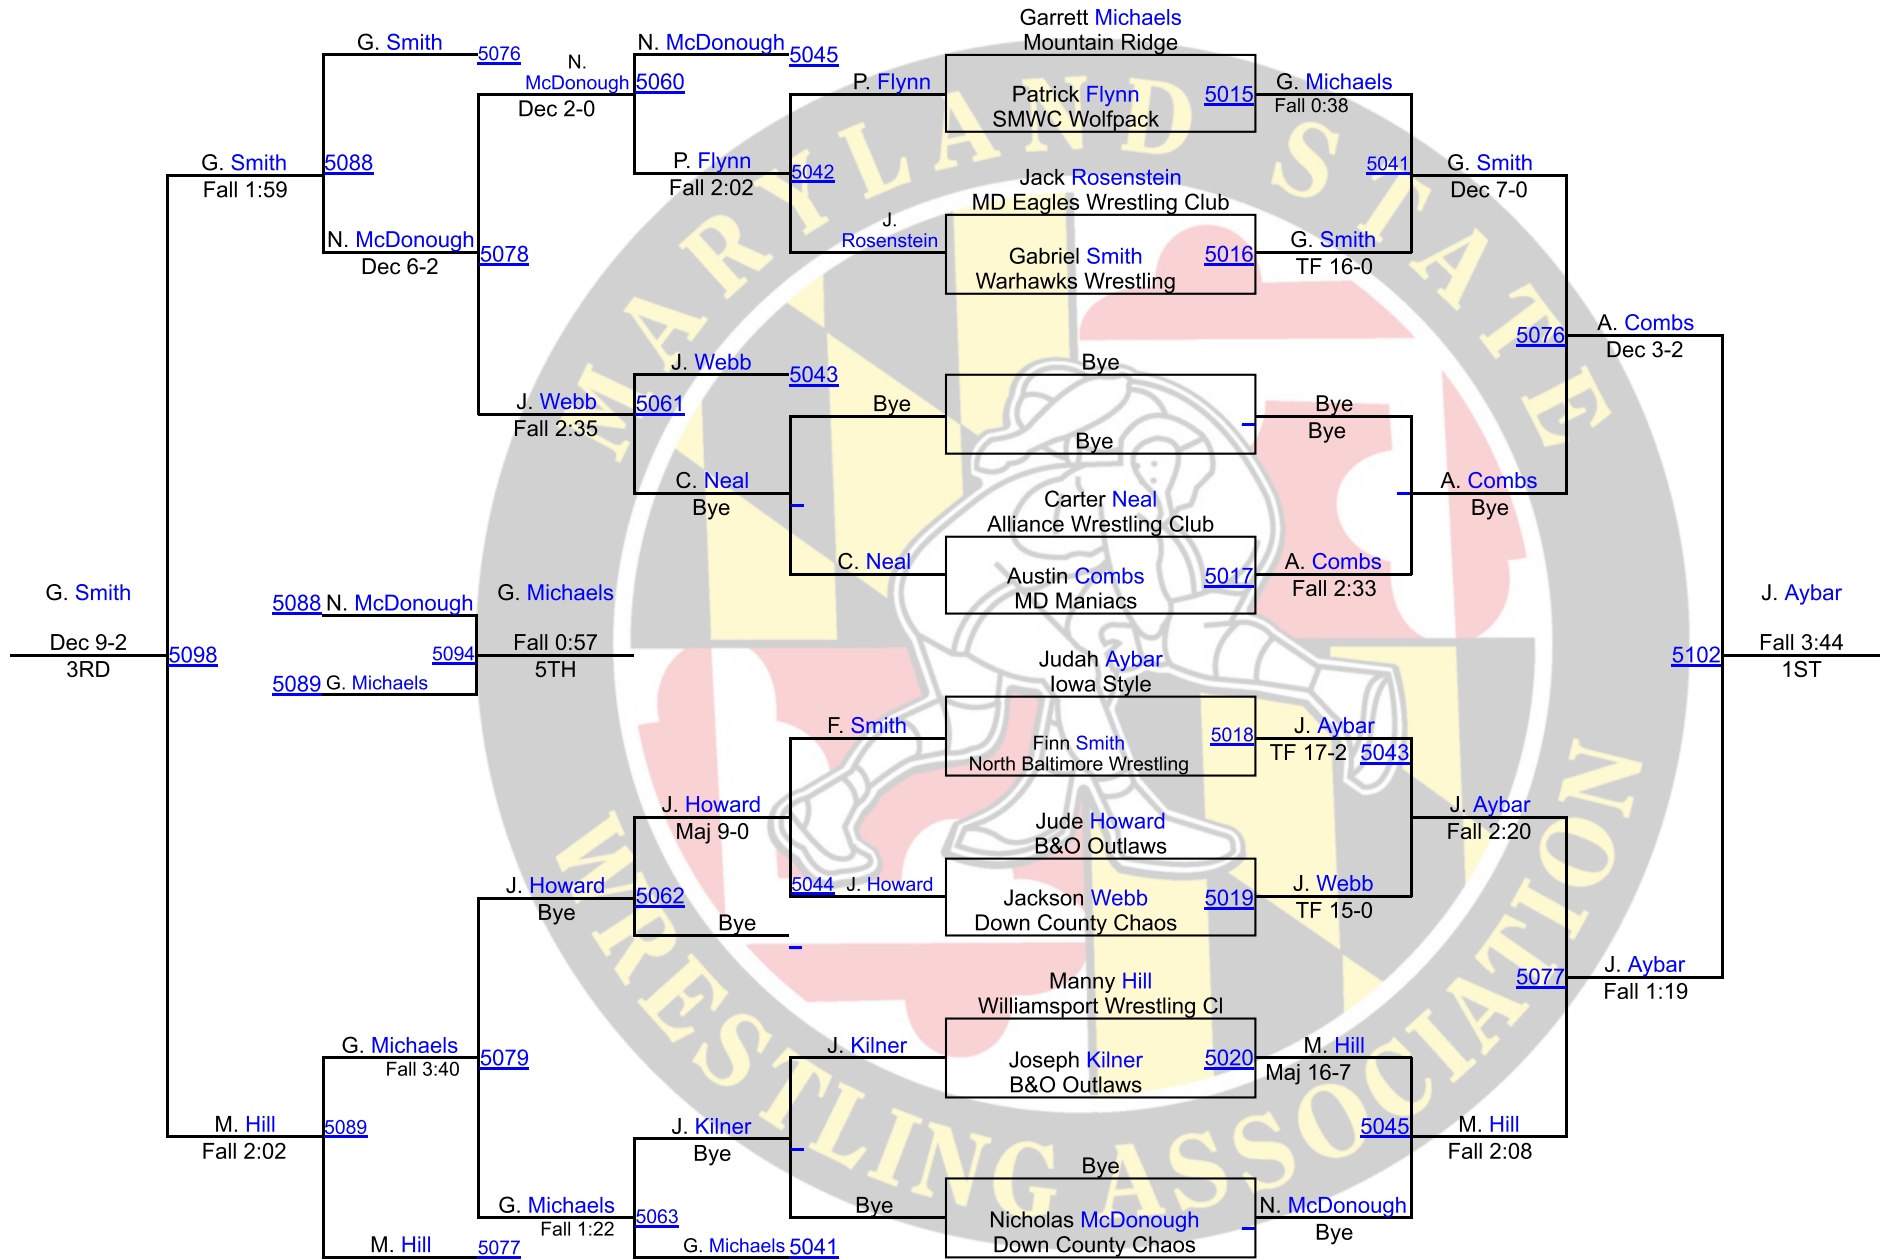 G. Smith
5076
N.
McDonough
Dec 2-0
N. McDonough
5045
5060
P. Flynn
Fall 2:02
5042
P. Flynn
J.
Rosenstein
Garrett Michaels
Mountain Ridge
Patrick Flynn
SMWC Wolfpack
5015
G. Michaels
Fall 0:38
Jack Rosenstein
MD Eagles Wrestling Club
Gabriel Smith
Warhawks Wrestling
5016
G. Smith
TF 16-0
5041
G. Smith
Dec 7-0
G. Smith
Fall 1:59
5088
N. McDonough
Dec 6-2
5078
J. Webb
Fall 2:35
J. Webb
5043
5061
C. Neal
Bye
Bye
C. Neal
Bye
Bye
Bye
Bye
Carter Neal
Alliance Wrestling Club
Austin Combs
MD Maniacs
5017
A. Combs
Fall 2:33
A. Combs
Bye
5076
A. Combs
Dec 3-2
G. Smith
Dec 9-2
3RD
5098
5088 N. McDonough
5089 G. Michaels
5094
G. Michaels
Fall 0:57
5TH
J. Aybar
Fall 3:44
1ST
5102
Judah Aybar
Iowa Style
Finn Smith
North Baltimore Wrestling
5018
J. Aybar
TF 17-2
5043
F. Smith
J. Howard
Maj 9-0
5044
J. Howard
Jude Howard
B&O Outlaws
Jackson Webb
Down County Chaos
5019
J. Webb
TF 15-0
J. Aybar
Fall 2:20
J. Howard
Bye
5062
Bye
5077
J. Aybar
Fall 1:19
Manny Hill
Williamsport Wrestling Cl
Joseph Kilner
B&O Outlaws
5020
M. Hill
Maj 16-7
J. Kilner
G. Michaels
Fall 3:40
5079
M. Hill
Fall 2:02
5089
J. Kilner
Bye
5045
M. Hill
Fall 2:08
Bye
Bye
Nicholas McDonough
Down County Chaos
N. McDonough
Bye
G. Michaels
Fall 1:22
5063
G. Michaels
5041
M. Hill
5077
MARYLAND STATE
WRESTLING ASSOCIATION